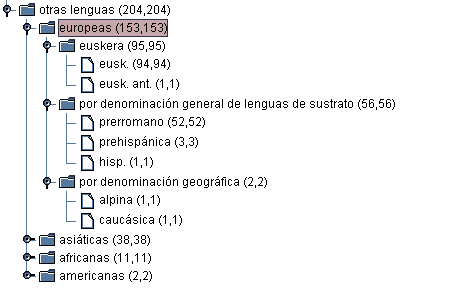 otras lenguas (204,204)
europeas (153,153)
euskera (95,95)
eusk. (94,94)
eusk. ant. (1,1)
por denominación general de lenguas de sustrato (56,56)
prerromano (52,52)
prehispánica (3,3)
hisp. (1,1)
por denominación geográfica (2,2)
alpina (1,1)
caucásica (1,1)
asiáticas (38,38)
africanas (11,11)
americanas (2,2)